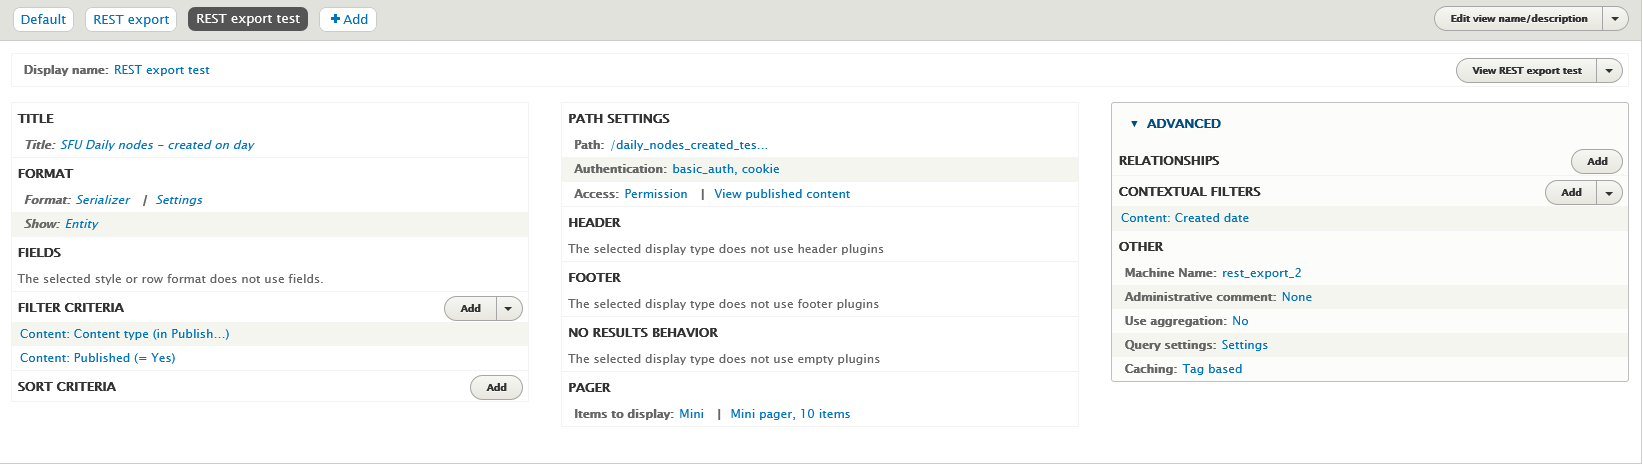 Default REST export REST export test + Add Edit view name/description
Display name: REST export test View REST export test
TITLE
Title: SFU Daily nodes - created on day
FORMAT
Format: Serializer | Settings
Show: Entity
FIELDS
The selected style or row format does not use fields.
FILTER CRITERIA Add
Content: Content type (in Publish...)
Content: Published (= Yes)
SORT CRITERIA Add
PATH SETTINGS
Path: /daily_nodes_created_tes...
Authentication: basic_auth, cookie
Access: Permission | View published content
HEADER
The selected display type does not use header plugins
FOOTER
The selected display type does not use footer plugins
NO RESULTS BEHAVIOR
The selected display type does not use empty plugins
PAGER
Items to display: Mini | Mini pager, 10 items
▼ ADVANCED
RELATIONSHIPS Add
CONTEXTUAL FILTERS Add
Content: Created date
OTHER
Machine Name: rest_export_2
Administrative comment: None
Use aggregation: No
Query settings: Settings
Caching: Tag based